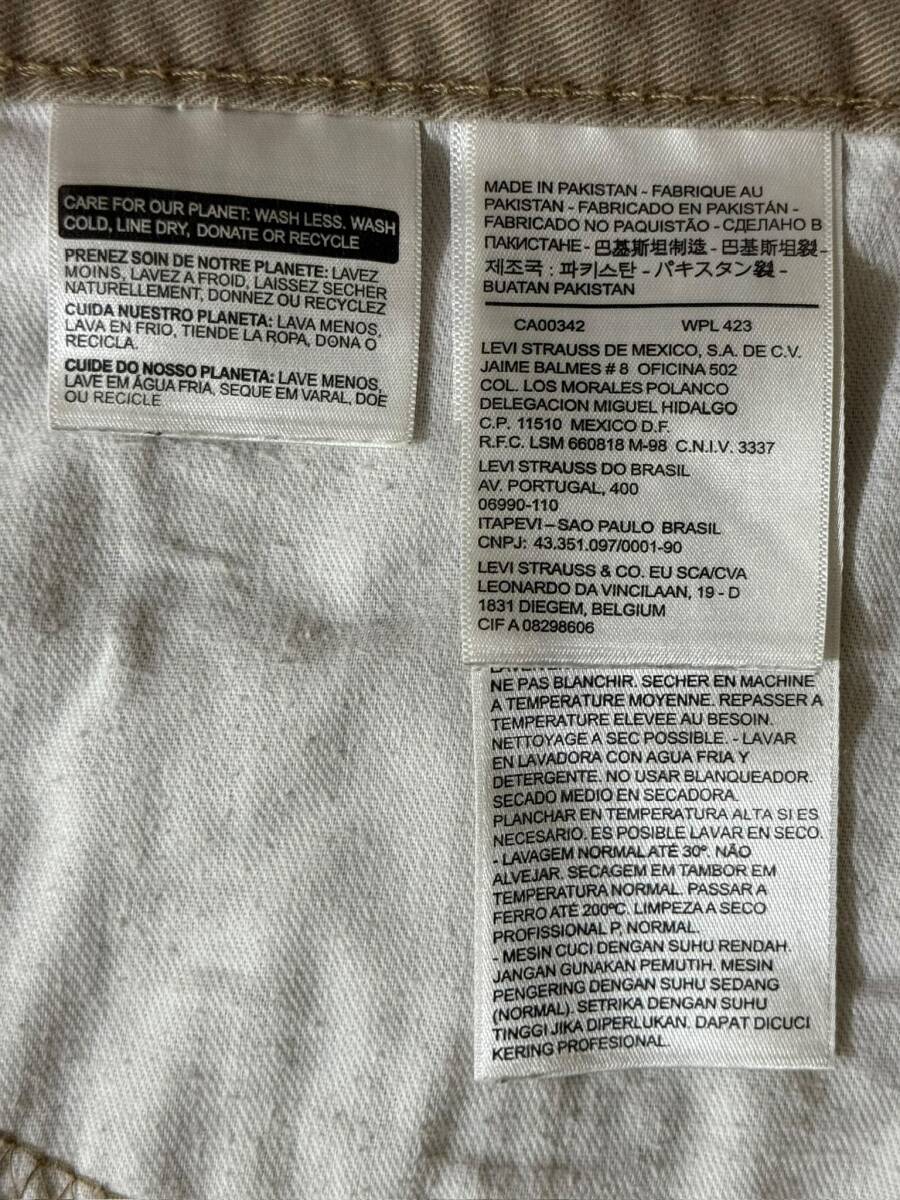 CARE FOR OUR PLANET: WASH LESS, WASH
COLD, LINE DRY, DONATE OR RECYCLE
PRENEZ SOIN DE NOTRE PLANETE: LAVEZ
MOINS, LAVEZ A FROID, LAISSEZ SECHER
NATURELLEMENT, DONNEZ OU RECYCLEZ
CUIDA NUESTRO PLANETA: LAVA MENOS,
LAVA EN FRIO, TIENDE LA ROPA, DONA O
RECICLA.
CUIDE DO NOSSO PLANETA: LAVE MENOS,
LAVE EM ÁGUA FRIA, SEQUE EM VARAL, DOE
OU RECICLE
MADE IN PAKISTAN - FABRIQUE AU
PAKISTAN - FABRICADO EN PAKISTÁN -
FABRICADO NO PAQUISTÃO - СДЕЛАНО В
ПАКИСТАНЕ - 巴基斯坦制造 - 巴基斯坦製 -
제조국 : 파키스탄 - パキスタン製 -
BUATAN PAKISTAN
CA00342 WPL 423
LEVI STRAUSS DE MEXICO, S.A. DE C.V.
JAIME BALMES # 8 OFICINA 502
COL. LOS MORALES POLANCO
DELEGACION MIGUEL HIDALGO
C.P. 11510 MEXICO D.F.
R.F.C. LSM 660818 M-98 C.N.I.V. 3337
LEVI STRAUSS DO BRASIL
AV. PORTUGAL, 400
06990-110
ITAPEVI – SAO PAULO BRASIL
CNPJ: 43.351.097/0001-90
LEVI STRAUSS & CO. EU SCA/CVA
LEONARDO DA VINCILAAN, 19 - D
1831 DIEGEM, BELGIUM
CIF A 08298606
NE PAS BLANCHIR. SECHER EN MACHINE
A TEMPERATURE MOYENNE. REPASSER A
TEMPERATURE ELEVEE AU BESOIN.
NETTOYAGE A SEC POSSIBLE. - LAVAR
EN LAVADORA CON AGUA FRIA Y
DETERGENTE. NO USAR BLANQUEADOR.
SECADO MEDIO EN SECADORA.
PLANCHAR EN TEMPERATURA ALTA SI ES
NECESARIO. ES POSIBLE LAVAR EN SECO.
- LAVAGEM NORMAL ATÉ 30º. NÃO
ALVEJAR. SECAGEM EM TAMBOR EM
TEMPERATURA NORMAL. PASSAR A
FERRO ATÉ 200ºC. LIMPEZA A SECO
PROFISSIONAL P, NORMAL.
- MESIN CUCI DENGAN SUHU RENDAH.
JANGAN GUNAKAN PEMUTIH. MESIN
PENGERING DENGAN SUHU SEDANG
(NORMAL). SETRIKA DENGAN SUHU
TINGGI JIKA DIPERLUKAN. DAPAT DICUCI
KERING PROFESIONAL.